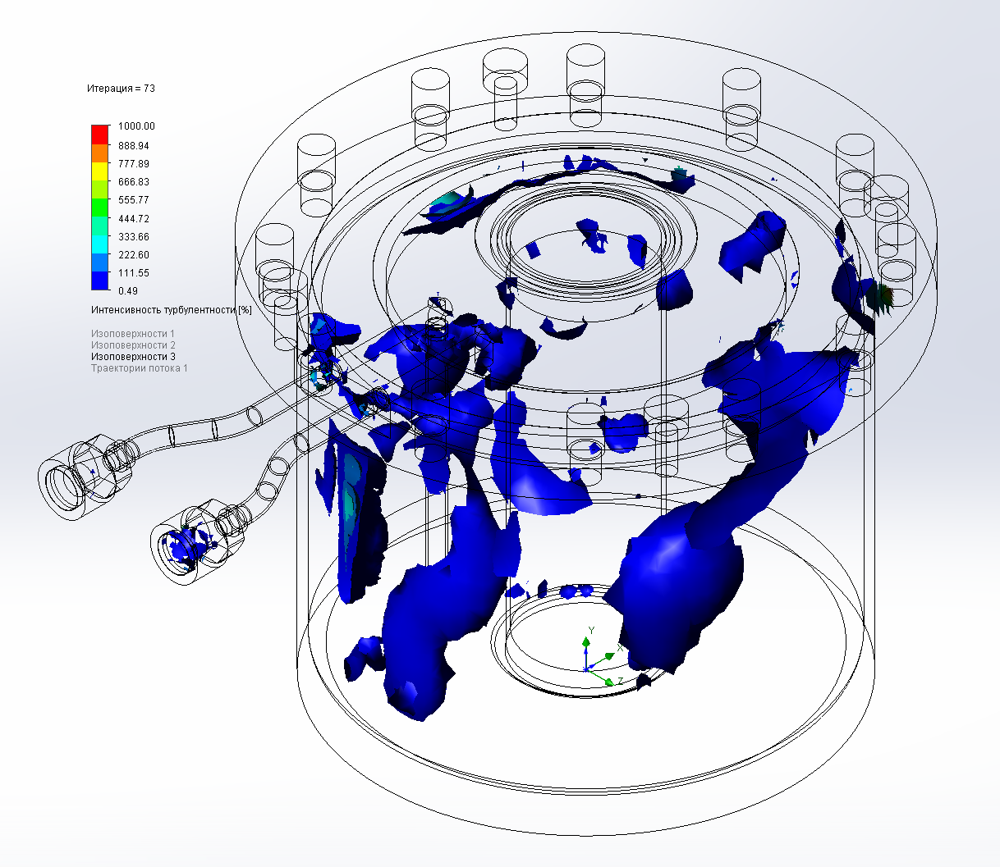 Итерация = 73
1000.00
888.94
777.89
666.83
555.77
444.72
333.66
222.60
111.55
0.49
Интенсивность турбулентности [%]
Изоповерхности 1
Изоповерхности 2
Изоповерхности 3
Траектории потока 1
Y
X
Z